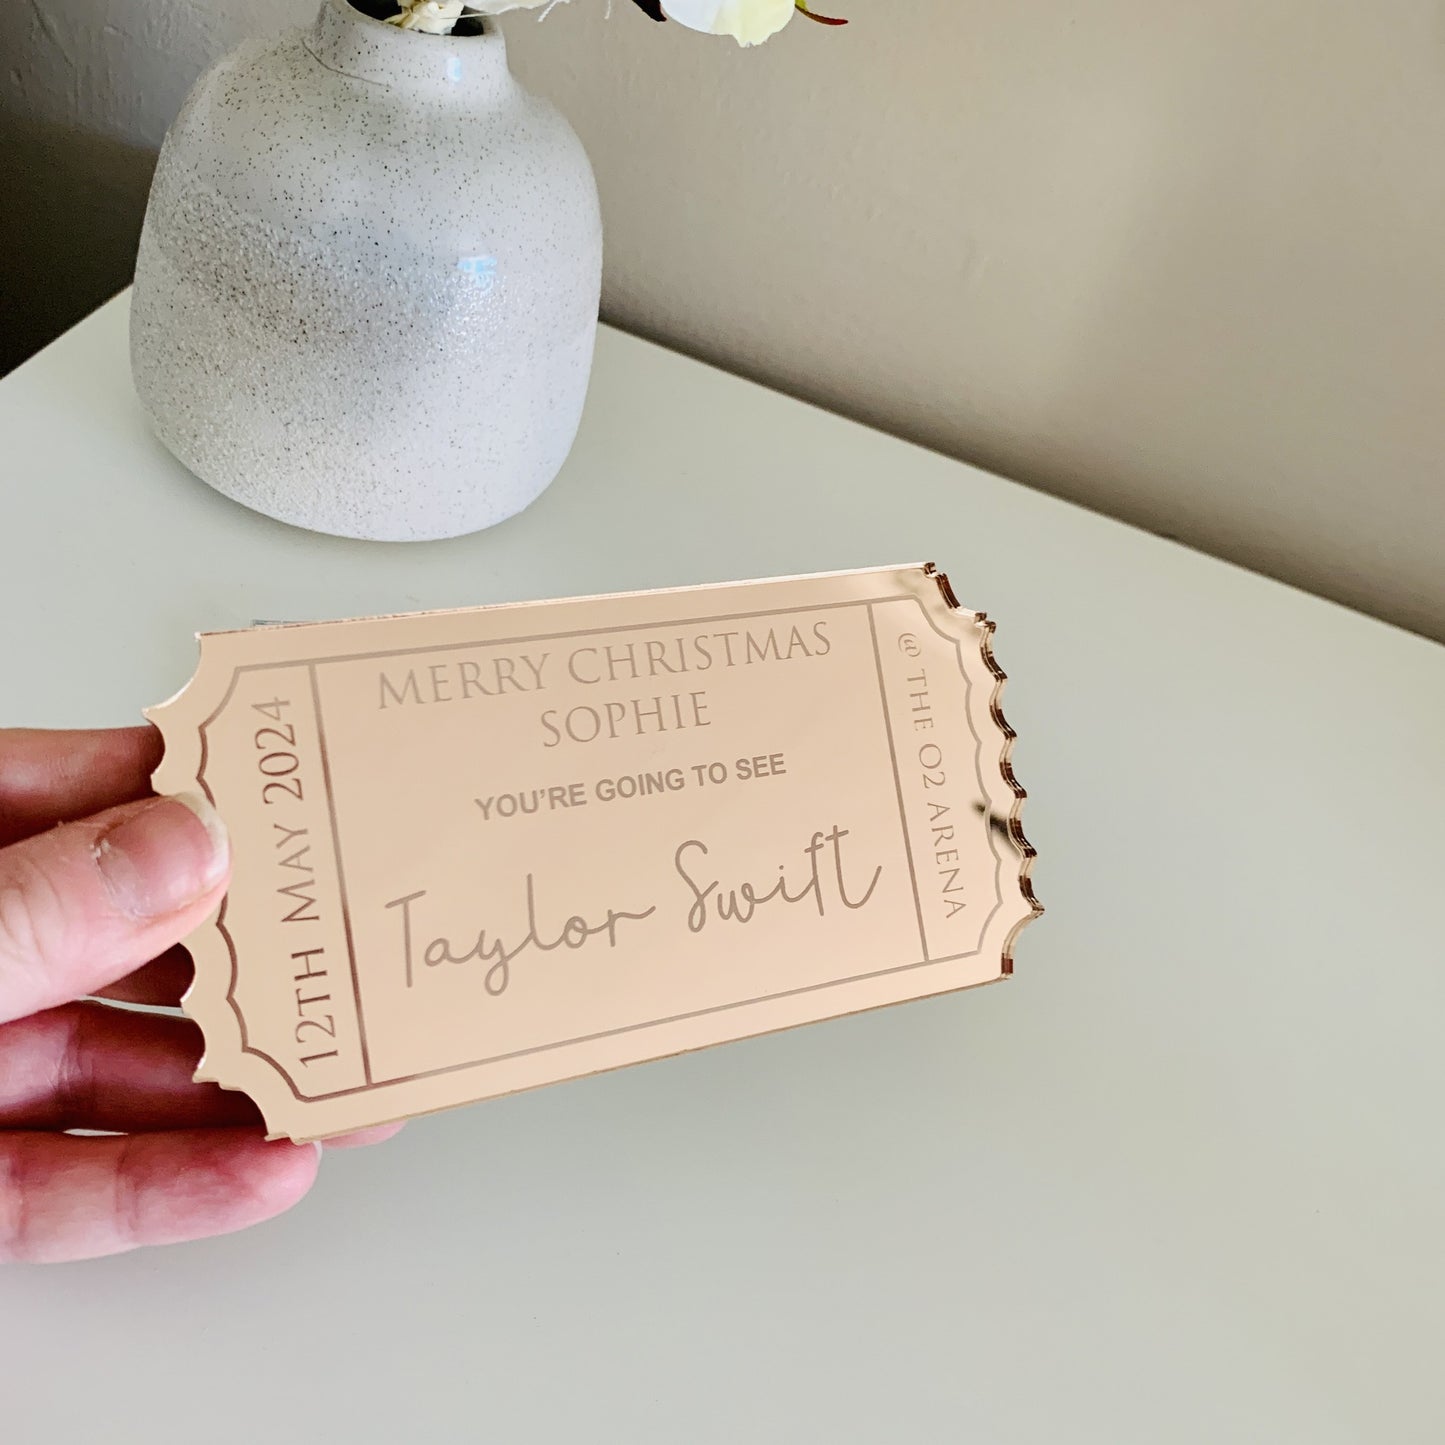 12TH MAY 2024
MERRY CHRISTMAS
SOPHIE
YOU'RE GOING TO SEE
Taylor Swift
@ THE O2 ARENA